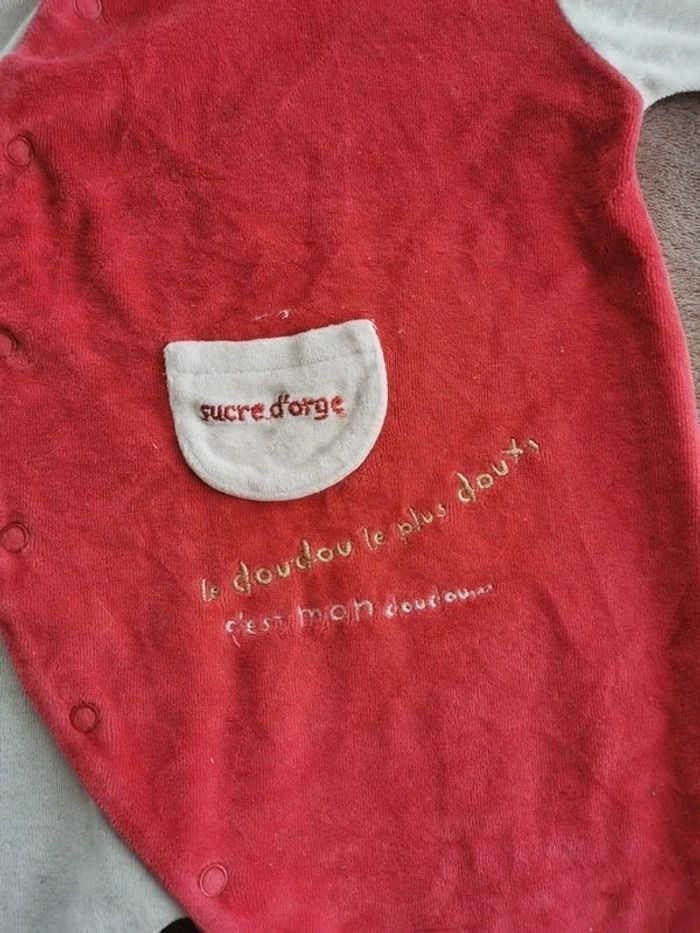 sucre d'orge
le doudou le plus doux,
c'est mon doudou...